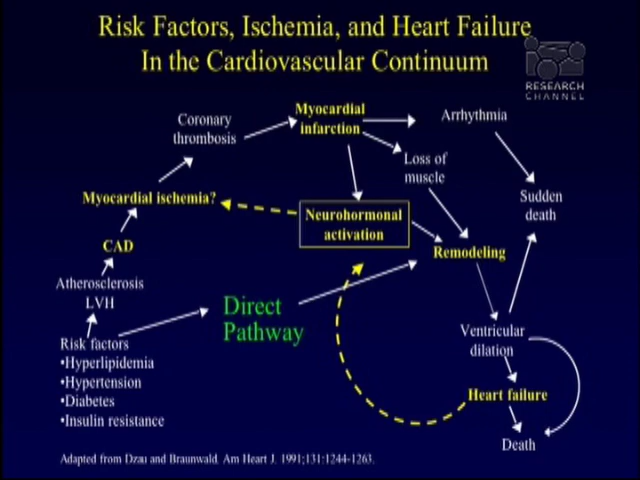 Risk Factors, Ischemia, and Heart Failure
In the Cardiovascular Continuum
RESEARCH
CHANNEL
Coronary
thrombosis
Myocardial
infarction
Arrhythmia
Loss of
muscle
Myocardial ischemia?
Sudden
death
Neurohormonal
activation
CAD
Remodeling
Atherosclerosis
LVH
Direct
Pathway
Ventricular
dilation
Risk factors
•Hyperlipidemia
•Hypertension
•Diabetes
•Insulin resistance
Heart failure
Death
Adapted from Dzau and Braunwald. Am Heart J. 1991;131:1244-1263.